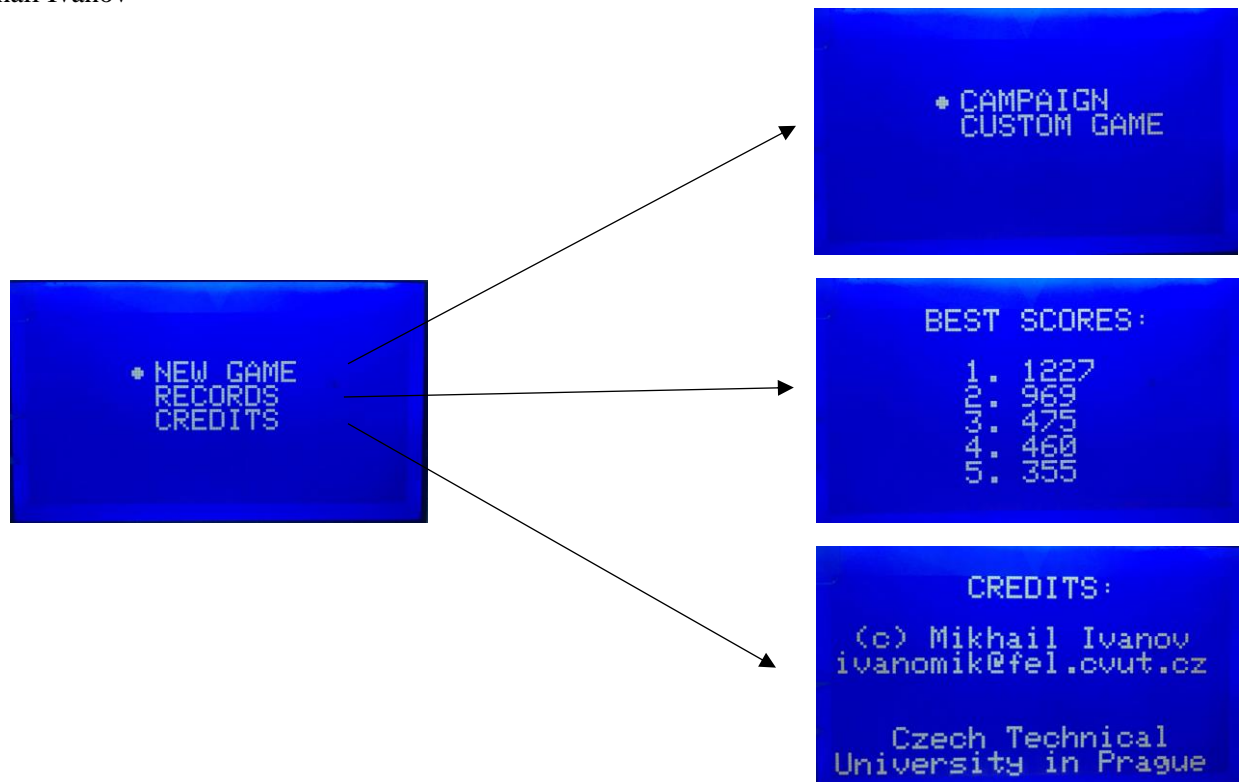 ● CAMPAIGN
CUSTOM GAME
● NEW GAME
RECORDS
CREDITS
BEST SCORES:
1. 1227
2. 969
3. 475
4. 460
5. 355
CREDITS:
(c) Mikhail Ivanov
ivanomik@fel.cvut.cz
Czech Technical
University in Prague